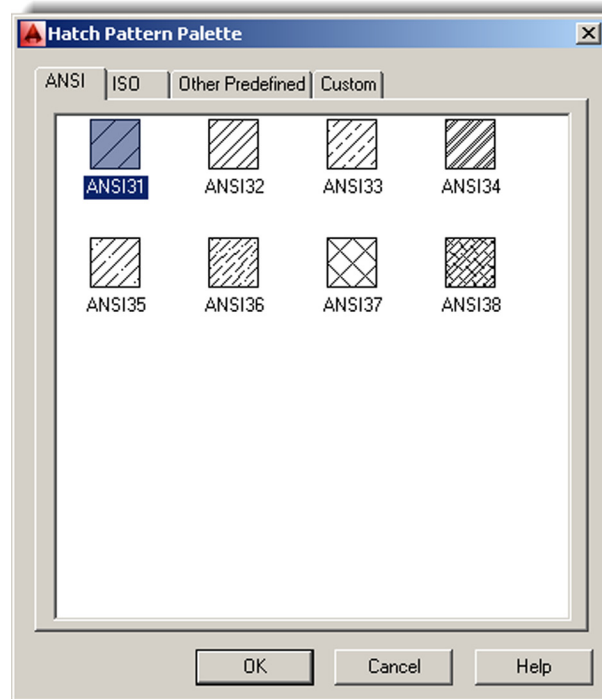 Hatch Pattern Palette
ANSI ISO Other Predefined Custom
ANSI31 ANSI32 ANSI33 ANSI34
ANSI35 ANSI36 ANSI37 ANSI38
OK Cancel Help